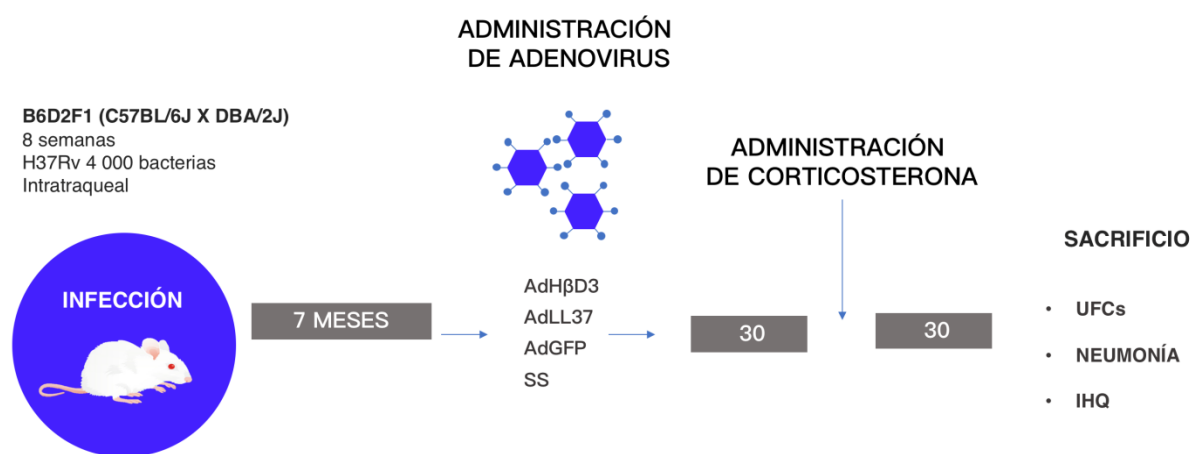 ADMINISTRACIÓN
DE ADENOVIRUS
B6D2F1 (C57BL/6J X DBA/2J)
8 semanas
H37Rv 4 000 bacterias
Intratraqueal
ADMINISTRACIÓN
DE CORTICOSTERONA
INFECCIÓN
7 MESES
AdHβD3
AdLL37
AdGFP
SS
30
30
SACRIFICIO
• UFCs
• NEUMONÍA
• IHQ